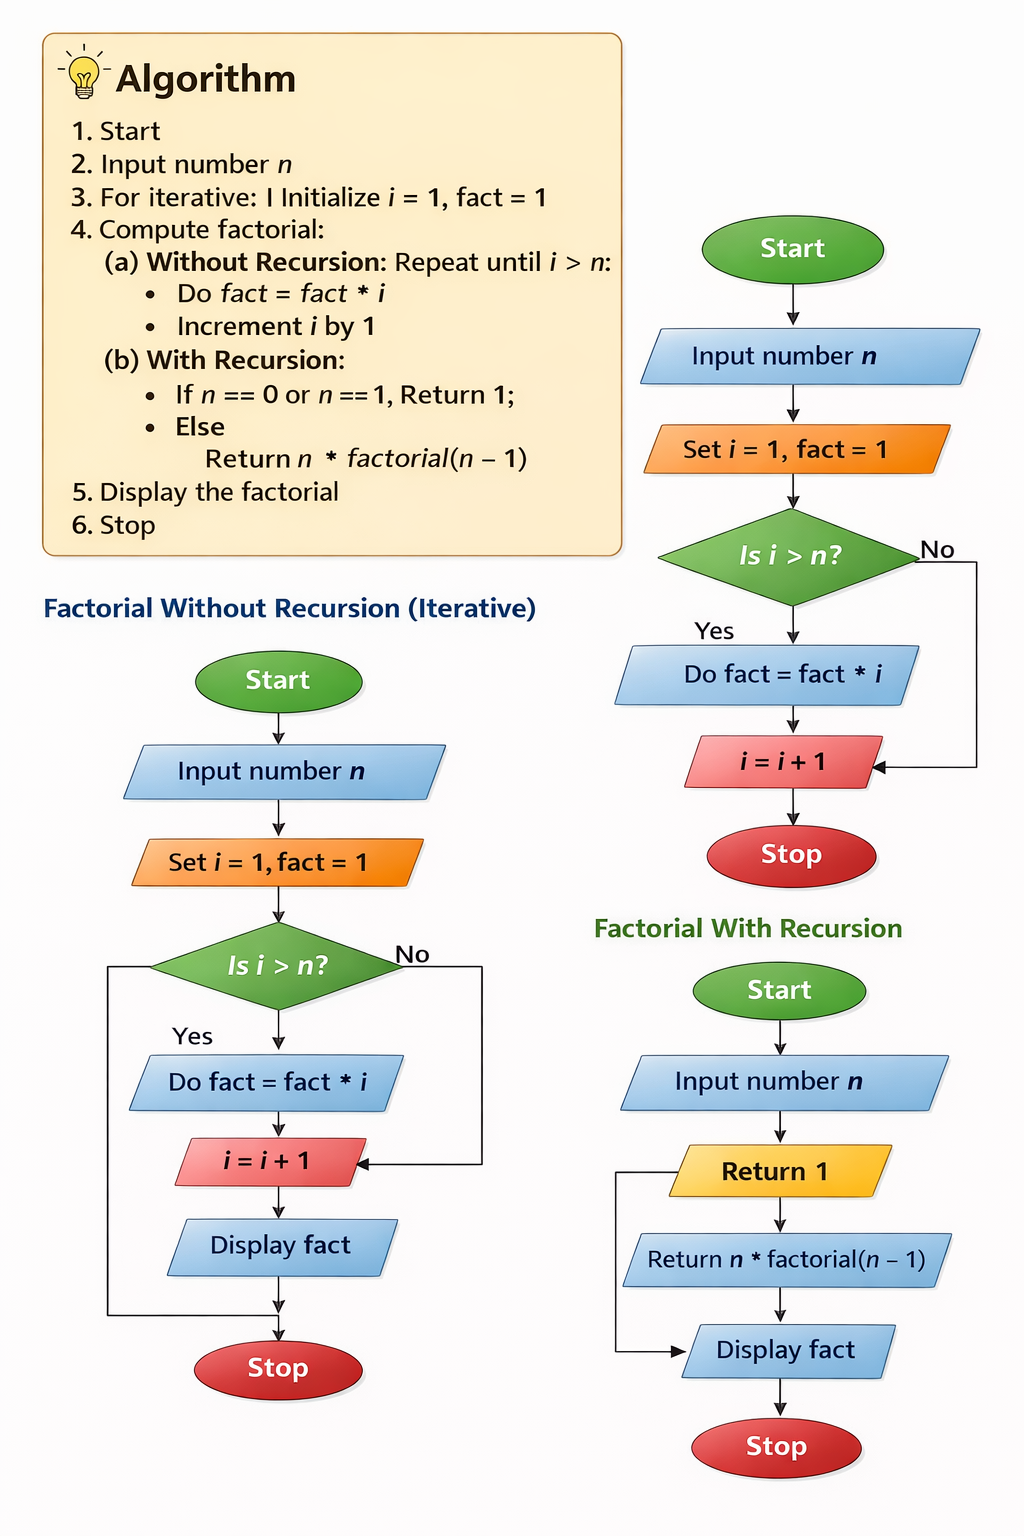 Algorithm
1. Start
2. Input number n
3. For iterative: I Initialize i = 1, fact = 1
4. Compute factorial:
(a) Without Recursion: Repeat until i > n:
• Do fact = fact * i
• Increment i by 1
(b) With Recursion:
• If n == 0 or n == 1, Return 1;
• Else
Return n * factorial(n – 1)
5. Display the factorial
6. Stop
Start
Input number n
Set i = 1, fact = 1
Is i > n?
No
Yes
Do fact = fact * i
i = i + 1
Stop
Factorial Without Recursion (Iterative)
Start
Input number n
Set i = 1, fact = 1
Is i > n?
No
Yes
Do fact = fact * i
i = i + 1
Display fact
Stop
Factorial With Recursion
Start
Input number n
Return 1
Return n * factorial(n – 1)
Display fact
Stop